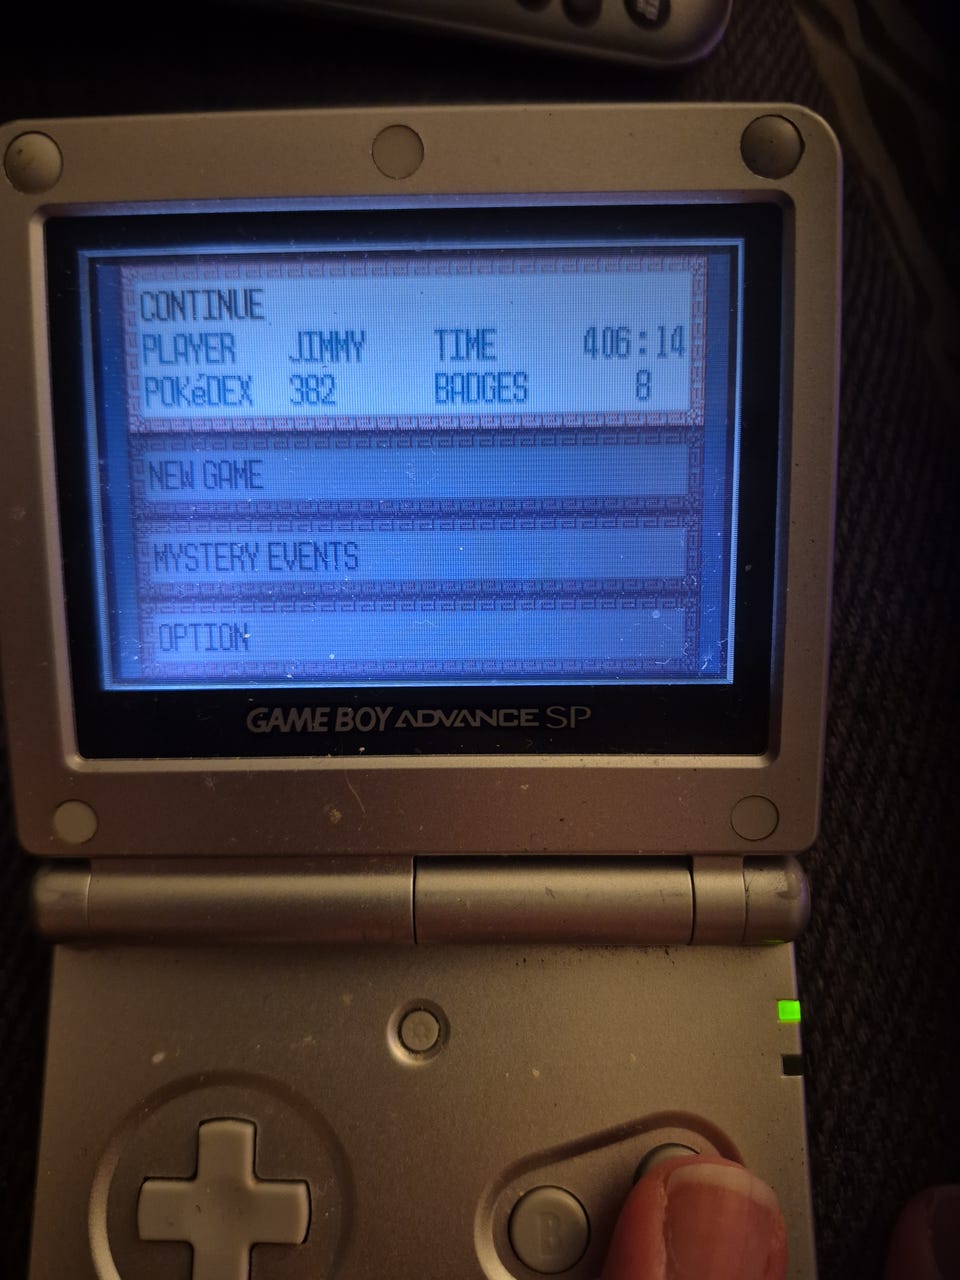 CONTINUE
PLAYER JIMMY TIME 406:14
POKéDEX 382 BADGES 8
NEW GAME
MYSTERY EVENTS
OPTION
GAME BOY ADVANCE SP
B